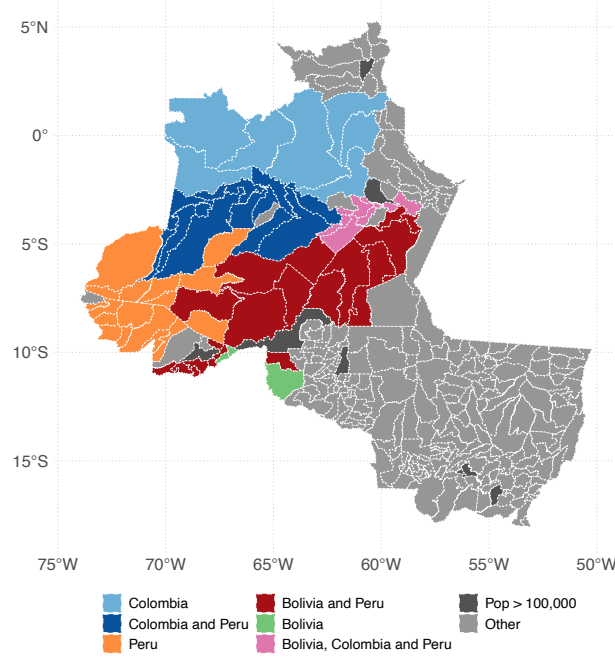 5°N
0°
5°S
10°S
15°S
75°W 70°W 65°W 60°W 55°W 50°W
Colombia Bolivia and Peru Pop > 100,000
Colombia and Peru Bolivia Other
Peru Bolivia, Colombia and Peru